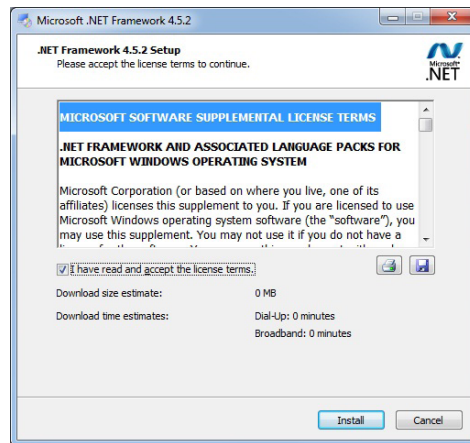 Microsoft .NET Framework 4.5.2
.NET Framework 4.5.2 Setup
Please accept the license terms to continue.
Microsoft®
.NET
MICROSOFT SOFTWARE SUPPLEMENTAL LICENSE TERMS
.NET FRAMEWORK AND ASSOCIATED LANGUAGE PACKS FOR
MICROSOFT WINDOWS OPERATING SYSTEM
Microsoft Corporation (or based on where you live, one of its
affiliates) licenses this supplement to you. If you are licensed to use
Microsoft Windows operating system software (the “software”), you
may use this supplement. You may not use it if you do not have a
I have read and accept the license terms.
Download size estimate: 0 MB
Download time estimates: Dial-Up: 0 minutes
Broadband: 0 minutes
Install Cancel